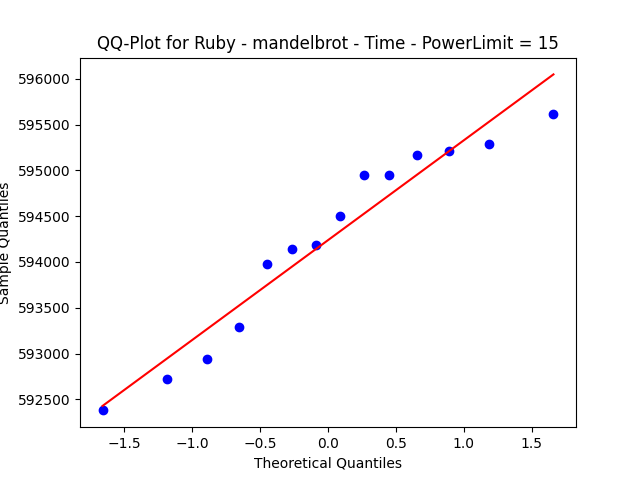 QQ-Plot for Ruby - mandelbrot - Time - PowerLimit = 15
596000
595500
595000
594500
594000
593500
593000
592500
Sample Quantiles
−1.5 −1.0 −0.5 0.0 0.5 1.0 1.5
Theoretical Quantiles